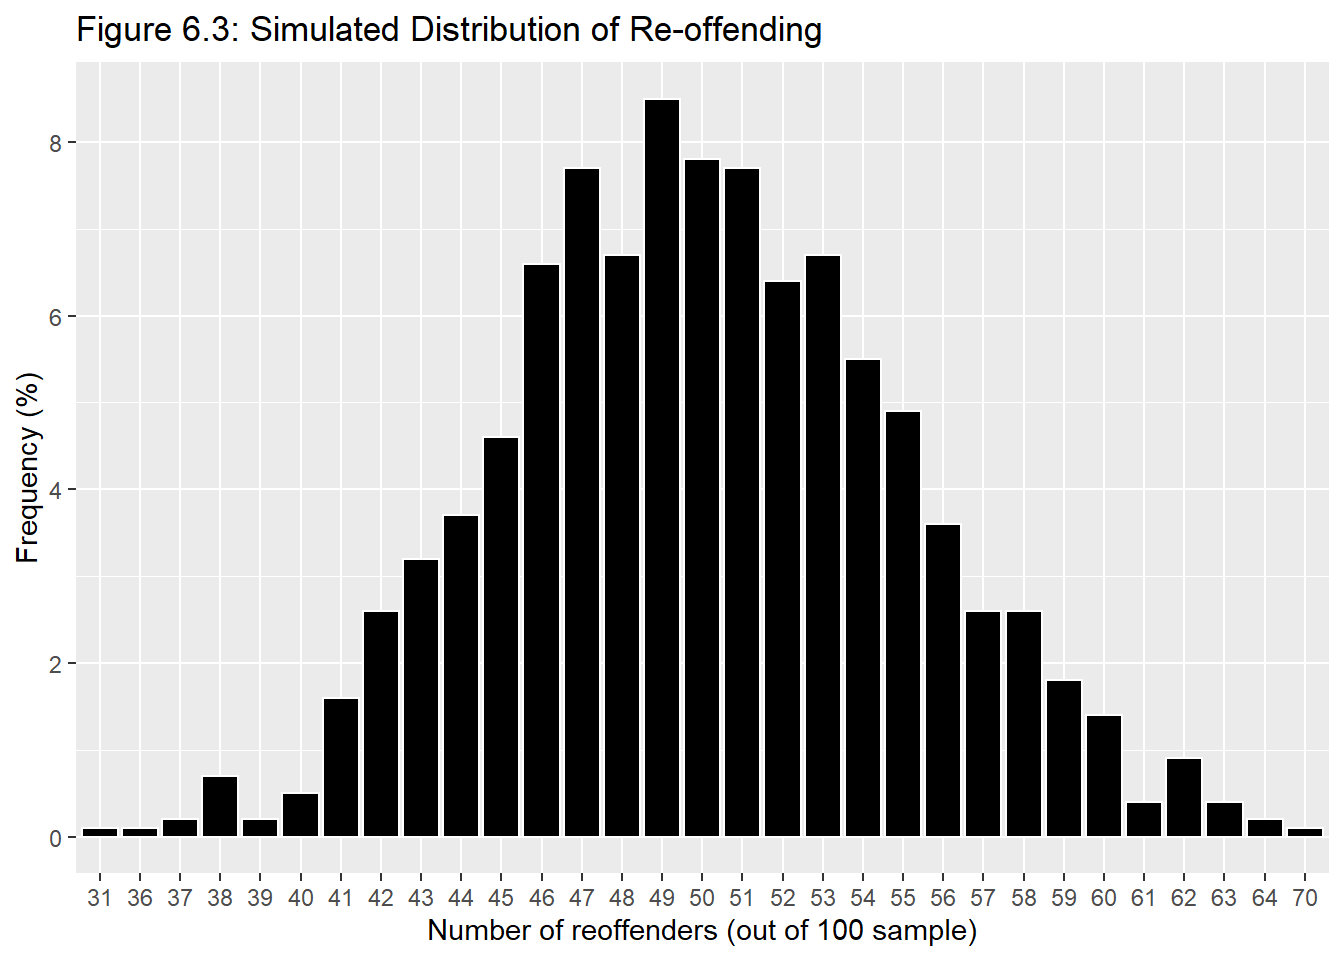 Figure 6.3: Simulated Distribution of Re-offending
Frequency (%)
8
6
4
2
0
31 36 37 38 39 40 41 42 43 44 45 46 47 48 49 50 51 52 53 54 55 56 57 58 59 60 61 62 63 64 70
Number of reoffenders (out of 100 sample)